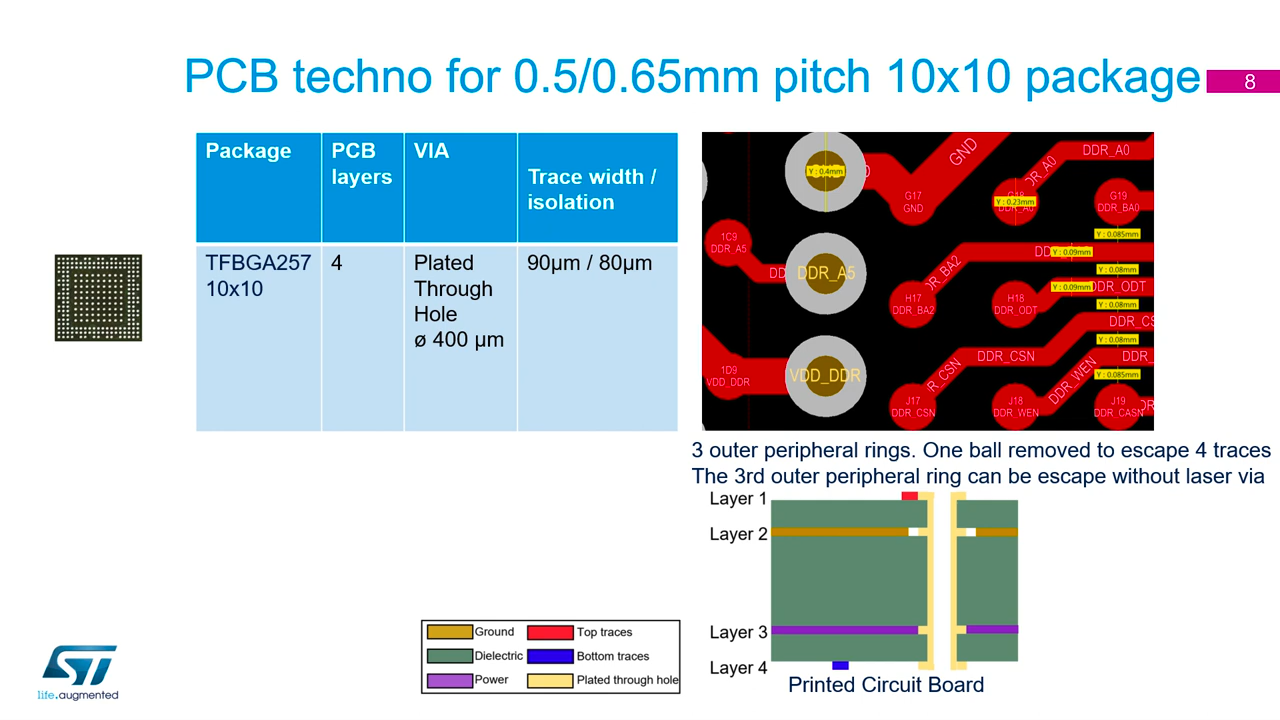 PCB techno for 0.5/0.65mm pitch 10x10 package
8
Package
PCB
layers
VIA
Trace width /
isolation
TFBGA257
10x10
4
Plated
Through
Hole
ø 400 µm
90µm / 80µm
GND
DDR_A0
DDR_A0
Y : 0.4mm
G17
GND
Y : 0.23mm
G19
DDR_BA0
1C9
DDR_A5
Y : 0.085mm
Y : 0.09mm
DDR_A5
DDR_BA2
Y : 0.08mm
Y : 0.09mm
DDR_ODT
H17
DDR_BA2
H18
DDR_ODT
Y : 0.08mm
DDR_CSN
Y : 0.08mm
DDR_CSN
1D9
VDD_DDR
VDD_DDR
DDR_WEN
Y : 0.085mm
J17
DDR_CSN
J18
DDR_WEN
J19
DDR_CASN
3 outer peripheral rings. One ball removed to escape 4 traces
The 3rd outer peripheral ring can be escape without laser via
Layer 1
Layer 2
Layer 3
Layer 4
Printed Circuit Board
Ground
Top traces
Dielectric
Bottom traces
Power
Plated through hole
ST
life.augmented